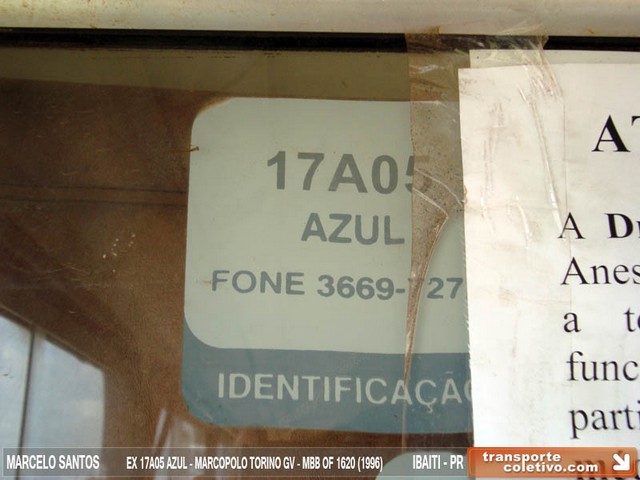 17A05
AZUL
FONE 3669-727
IDENTIFICAÇÃ
A
A
Anes
a to
func
parti
MARCELO SANTOS EX 17A05 AZUL - MARCOPOLO TORINO GV - MBB OF 1620 (1996) IBAITI - PR
transporte
coletivo.com